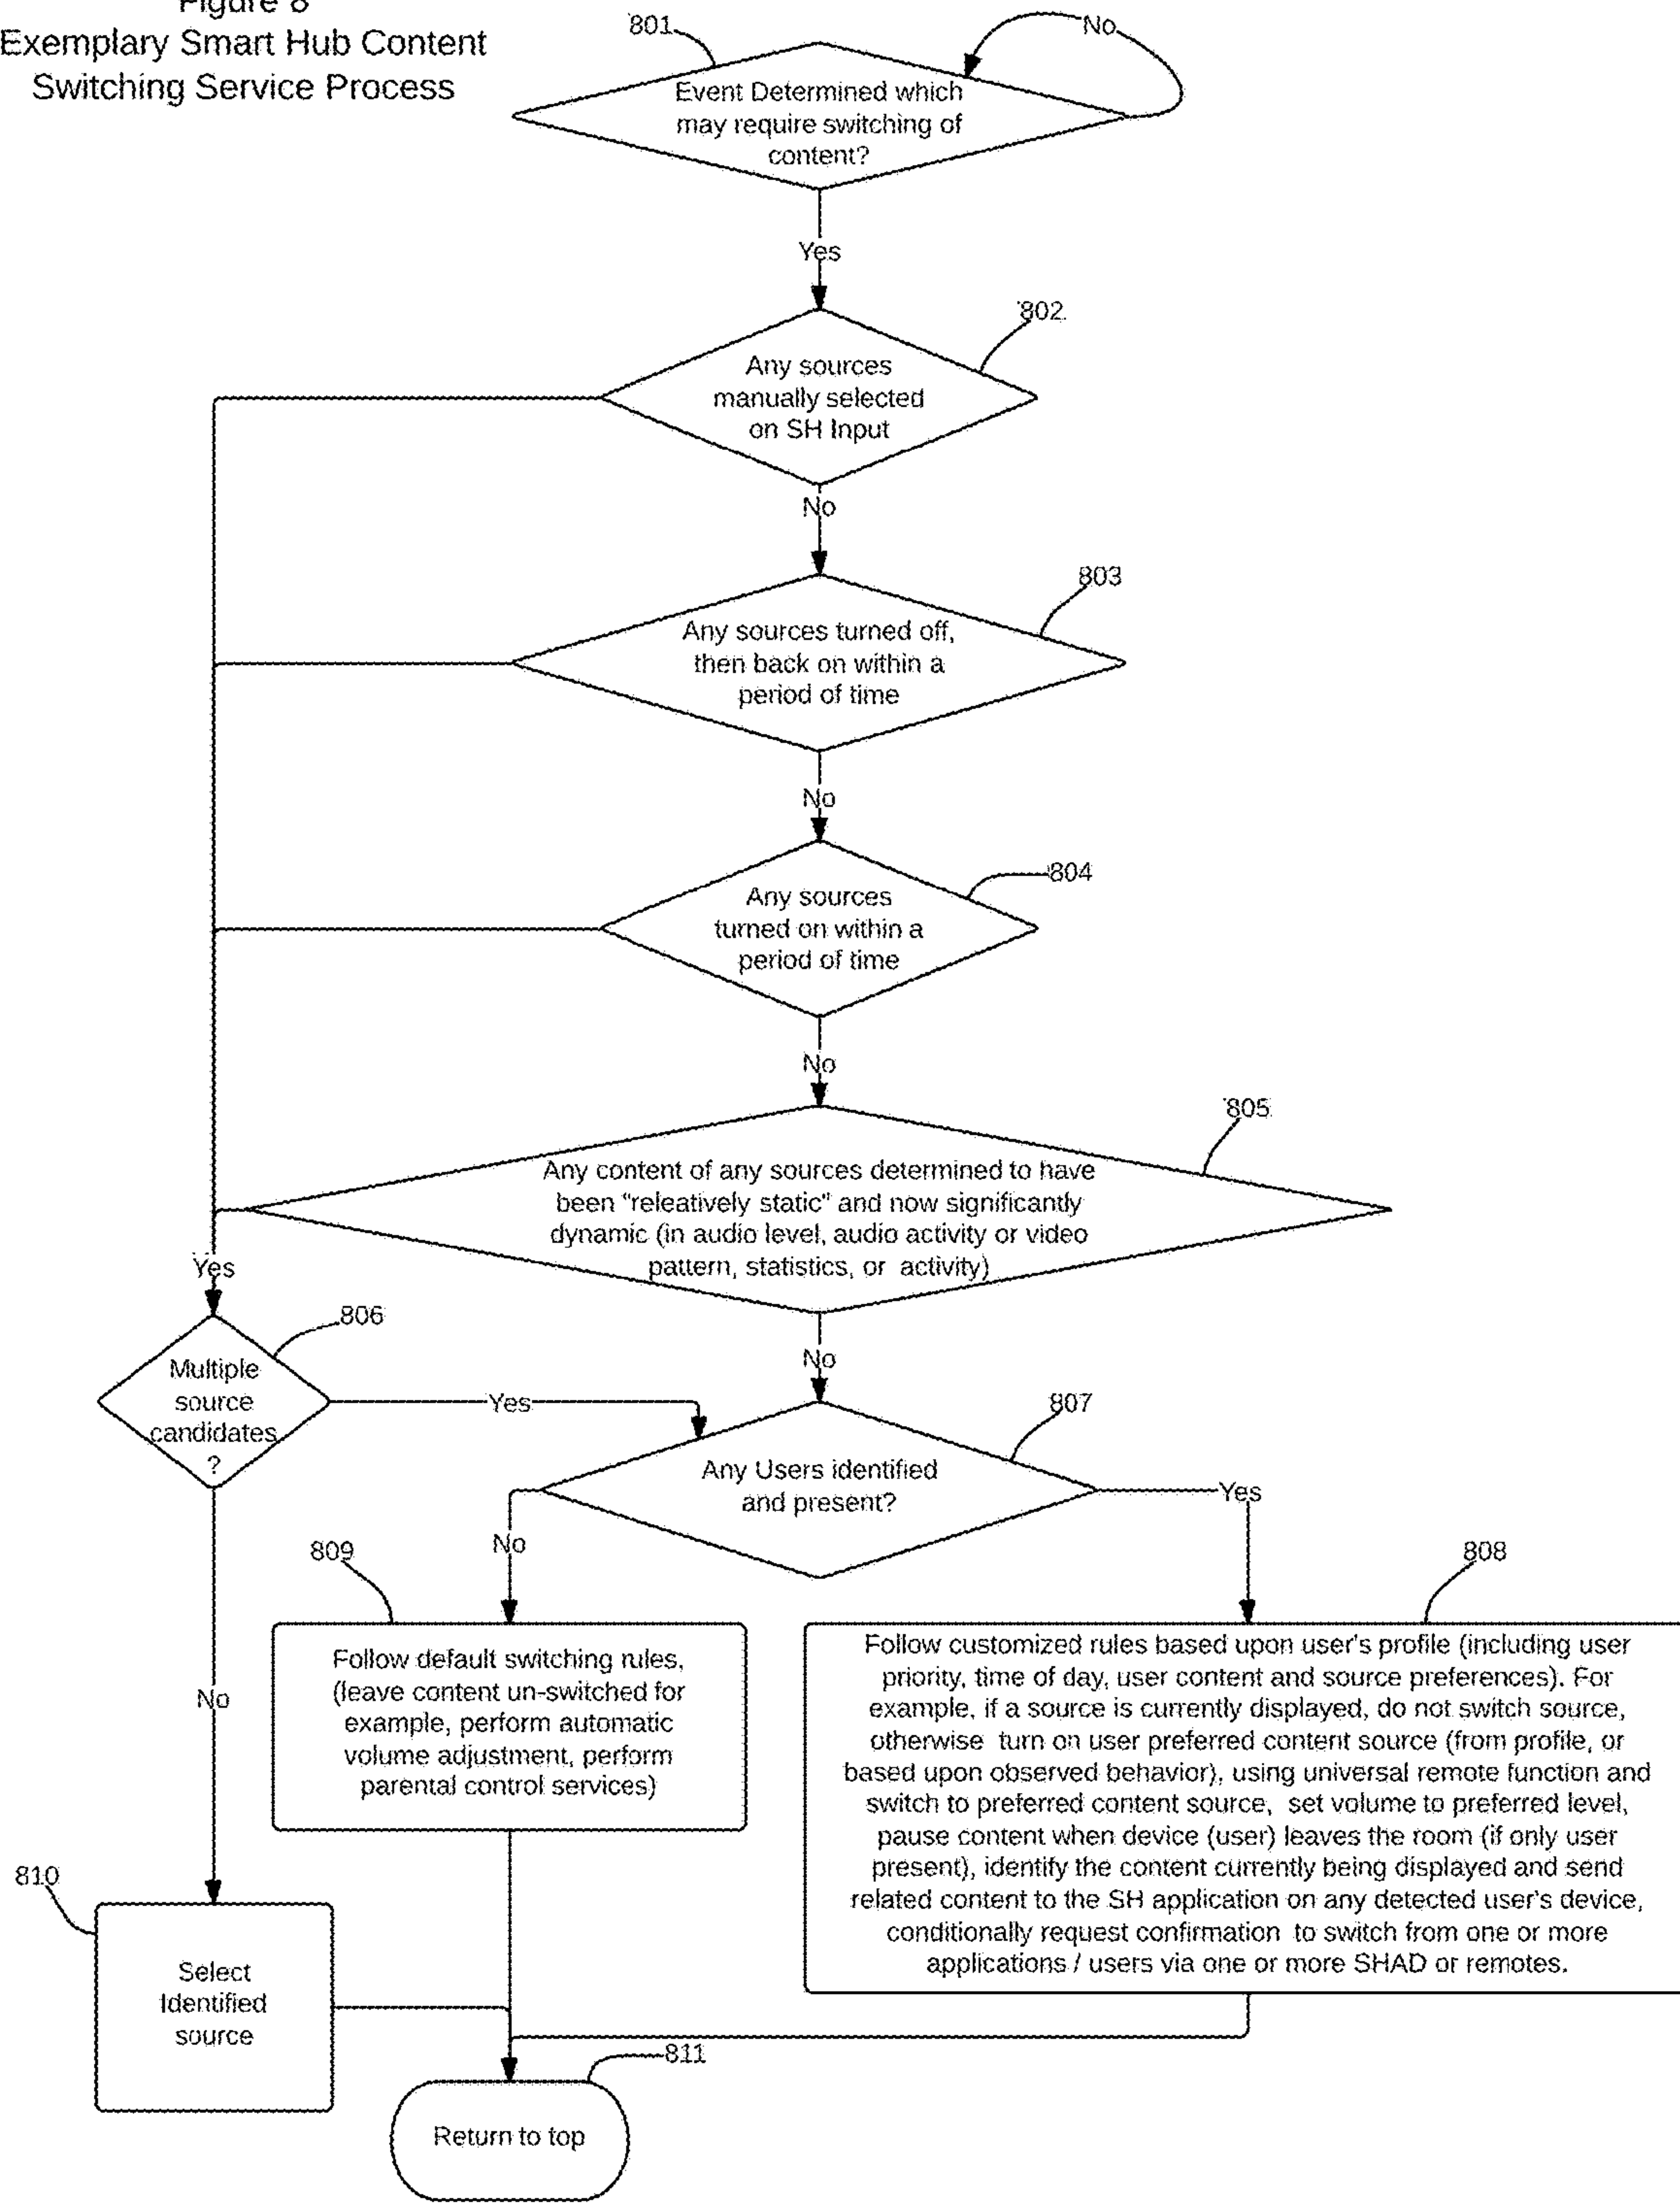 Figure 8
Exemplary Smart Hub Content
Switching Service Process
801
No
Event Determined which
may require switching of
content?
Yes
802
Any sources
manually selected
on SH Input
No
803
Any sources turned off,
then back on within a
period of time
No
804
Any sources
turned on within a
period of time
No
805
Any content of any sources determined to have
been "releatively static" and now significantly
dynamic (in audio level, audio activity or video
pattern, statistics, or activity)
Yes
806
Multiple
source
candidates
?
Yes
No
807
Any Users identified
and present?
No
Yes
809
808
Follow default switching rules,
(leave content un-switched for
example, perform automatic
volume adjustment, perform
parental control services)
Follow customized rules based upon user's profile (including user
priority, time of day, user content and source preferences). For
example, if a source is currently displayed, do not switch source,
otherwise turn on user preferred content source (from profile, or
based upon observed behavior), using universal remote function and
switch to preferred content source, set volume to preferred level,
pause content when device (user) leaves the room (if only user
present), identify the content currently being displayed and send
related content to the SH application on any detected user's device,
conditionally request confirmation to switch from one or more
applications / users via one or more SHAD or remotes.
No
810
Select
Identified
source
811
Return to top